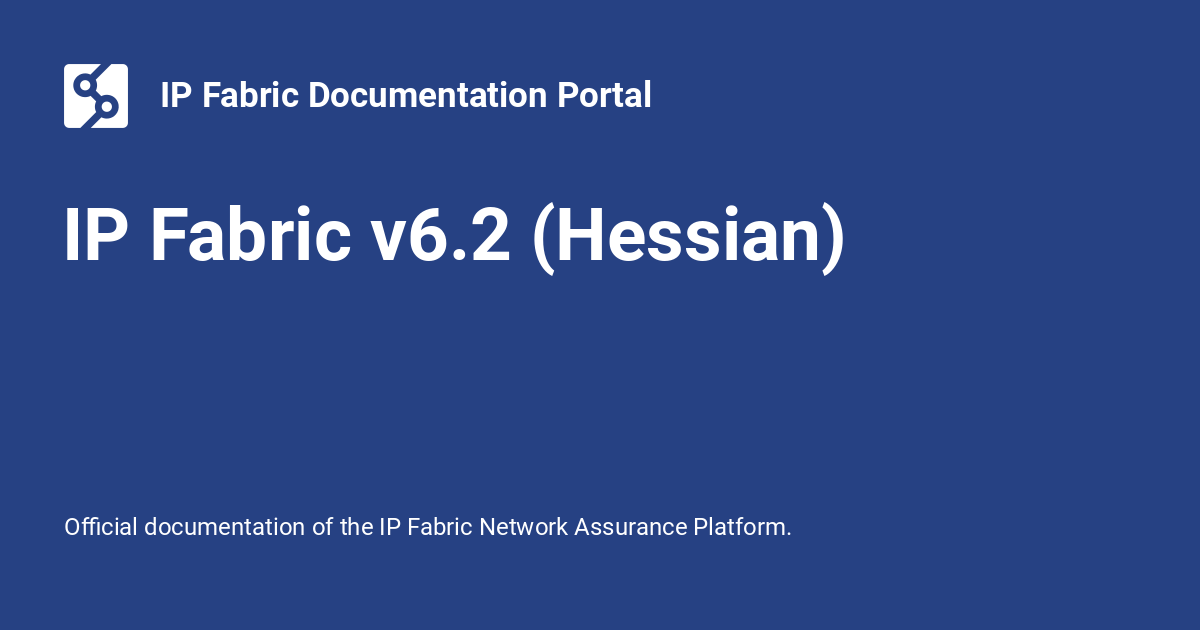 IP Fabric Documentation Portal
IP Fabric v6.2 (Hessian)
Official documentation of the IP Fabric Network Assurance Platform.